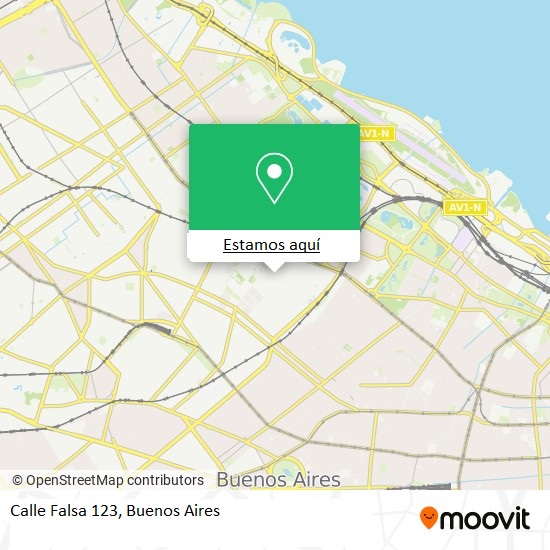 AV1-N
AV1-N
Estamos aquí
© OpenStreetMap contributors
Buenos Aires
Calle Falsa 123, Buenos Aires
moovit